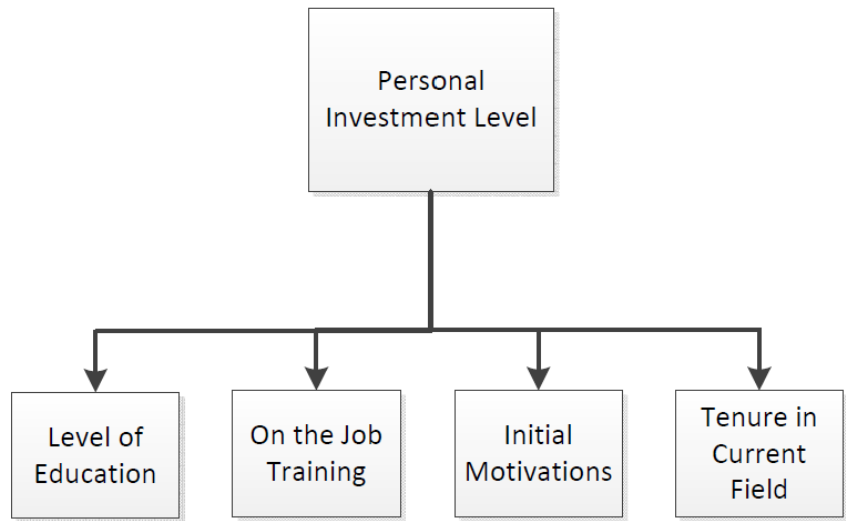 Personal
Investment Level
Level of
Education
On the Job
Training
Initial
Motivations
Tenure in
Current
Field